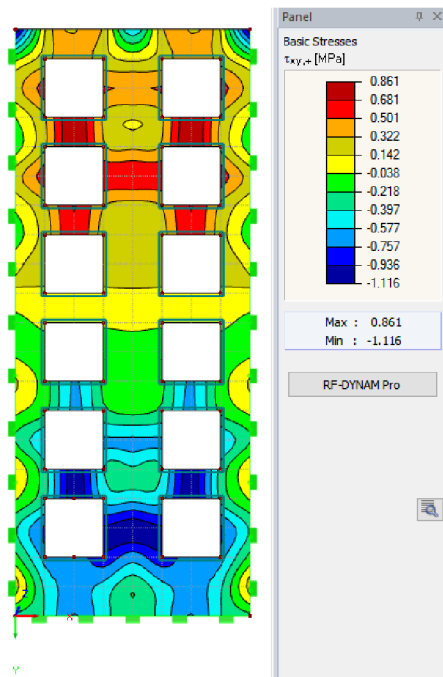 Panel
Basic Stresses
τxy,+ [MPa]
0.861
0.681
0.501
0.322
0.142
-0.038
-0.218
-0.397
-0.577
-0.757
-0.936
-1.116
Max : 0.861
Min : -1.116
RF-DYNAM Pro
Y